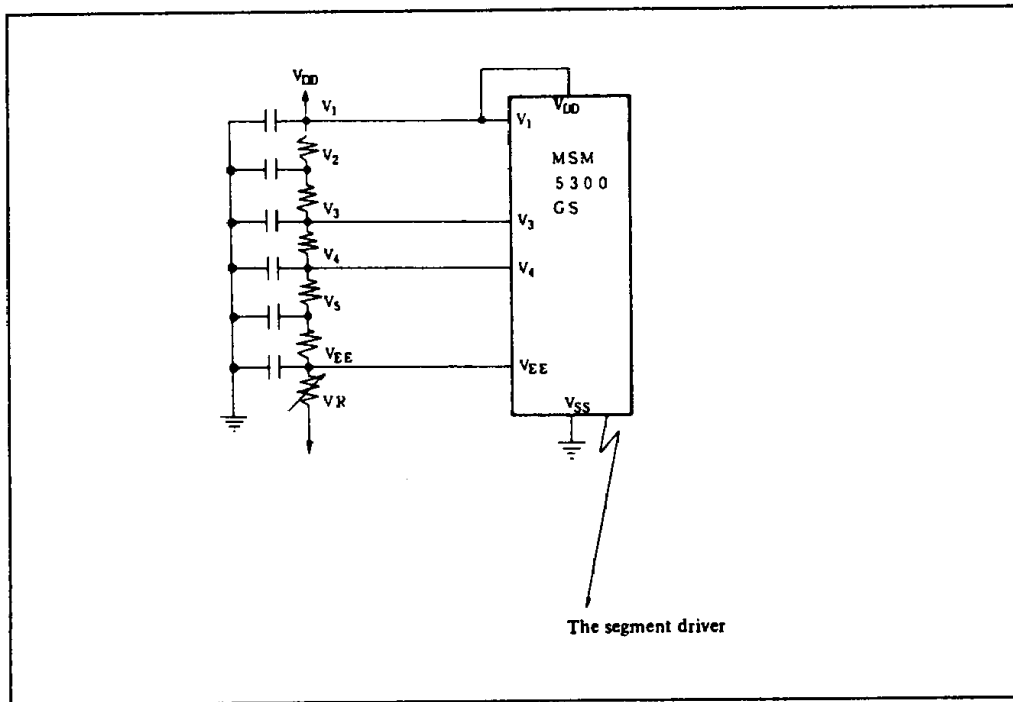 VDD
V1
V2
V3
V4
V5
VEE
VR
VDD
V1
MSM
5300
GS
V3
V4
VEE
VSS
The segment driver